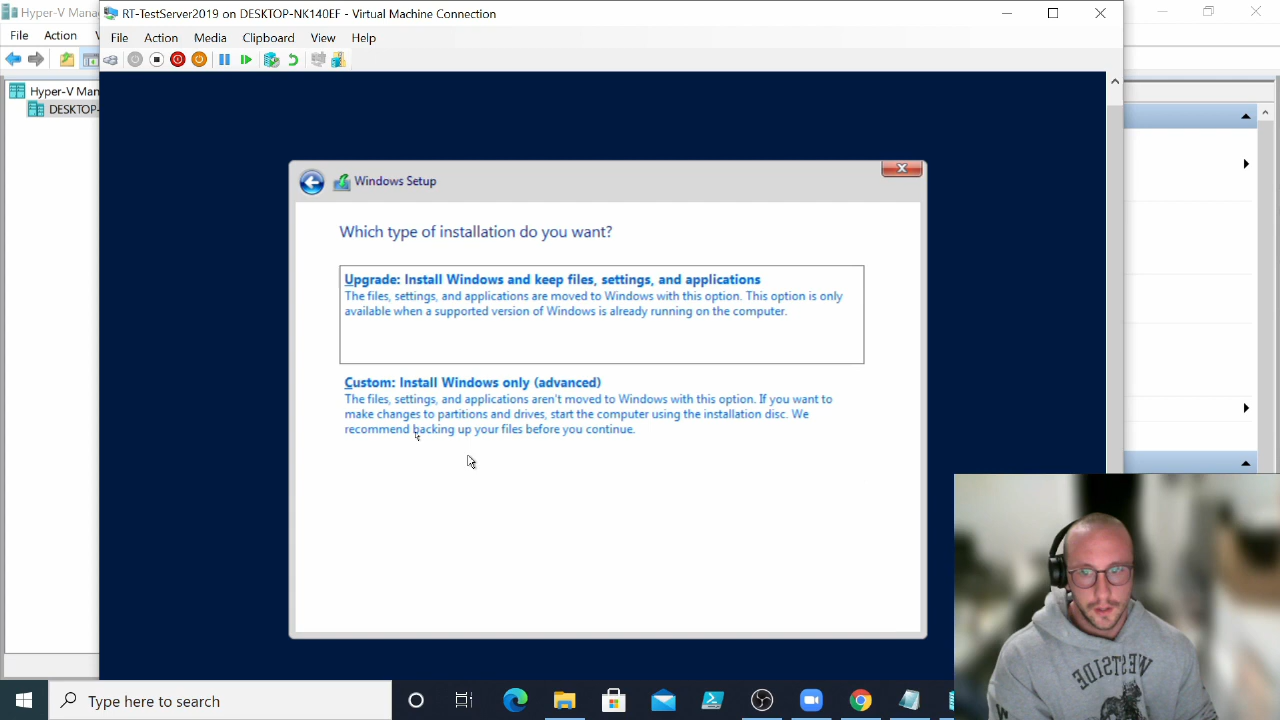 Hyper-V Mana
RT-TestServer2019 on DESKTOP-NK140EF - Virtual Machine Connection
File Action
File Action Media Clipboard View Help
Hyper-V Man
DESKTOP-
Windows Setup
Which type of installation do you want?
Upgrade: Install Windows and keep files, settings, and applications
The files, settings, and applications are moved to Windows with this option. This option is only
available when a supported version of Windows is already running on the computer.
Custom: Install Windows only (advanced)
The files, settings, and applications aren't moved to Windows with this option. If you want to
make changes to partitions and drives, start the computer using the installation disc. We
recommend backing up your files before you continue.
WESTSIDE
Type here to search